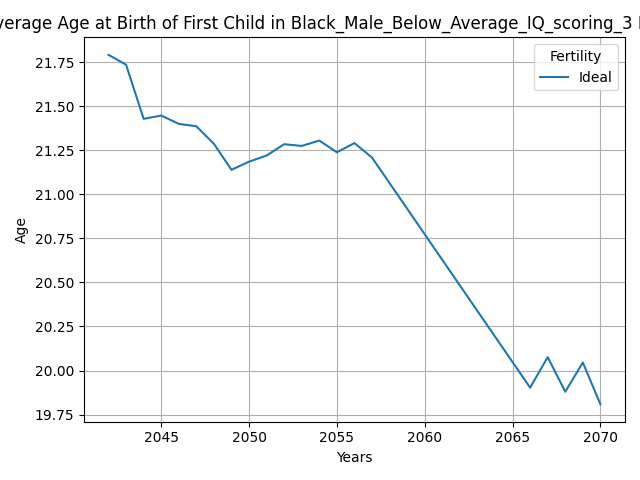 verage Age at Birth of First Child in Black_Male_Below_Average_IQ_scoring_3
Fertility
Ideal
21.75
21.50
21.25
21.00
20.75
20.50
20.25
20.00
19.75
Age
2045 2050 2055 2060 2065 2070
Years